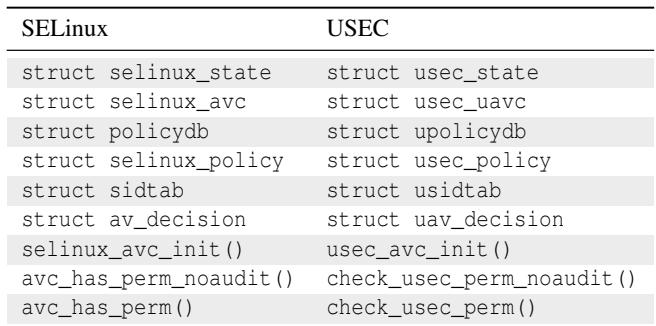 SELinux USEC
struct selinux_state struct usec_state
struct selinux_avc struct usec_uavc
struct policydb struct upolicydb
struct selinux_policy struct usec_policy
struct sidtab struct usidtab
struct av_decision struct uav_decision
selinux_avc_init() usec_avc_init()
avc_has_perm_noaudit() check_usec_perm_noaudit()
avc_has_perm() check_usec_perm()